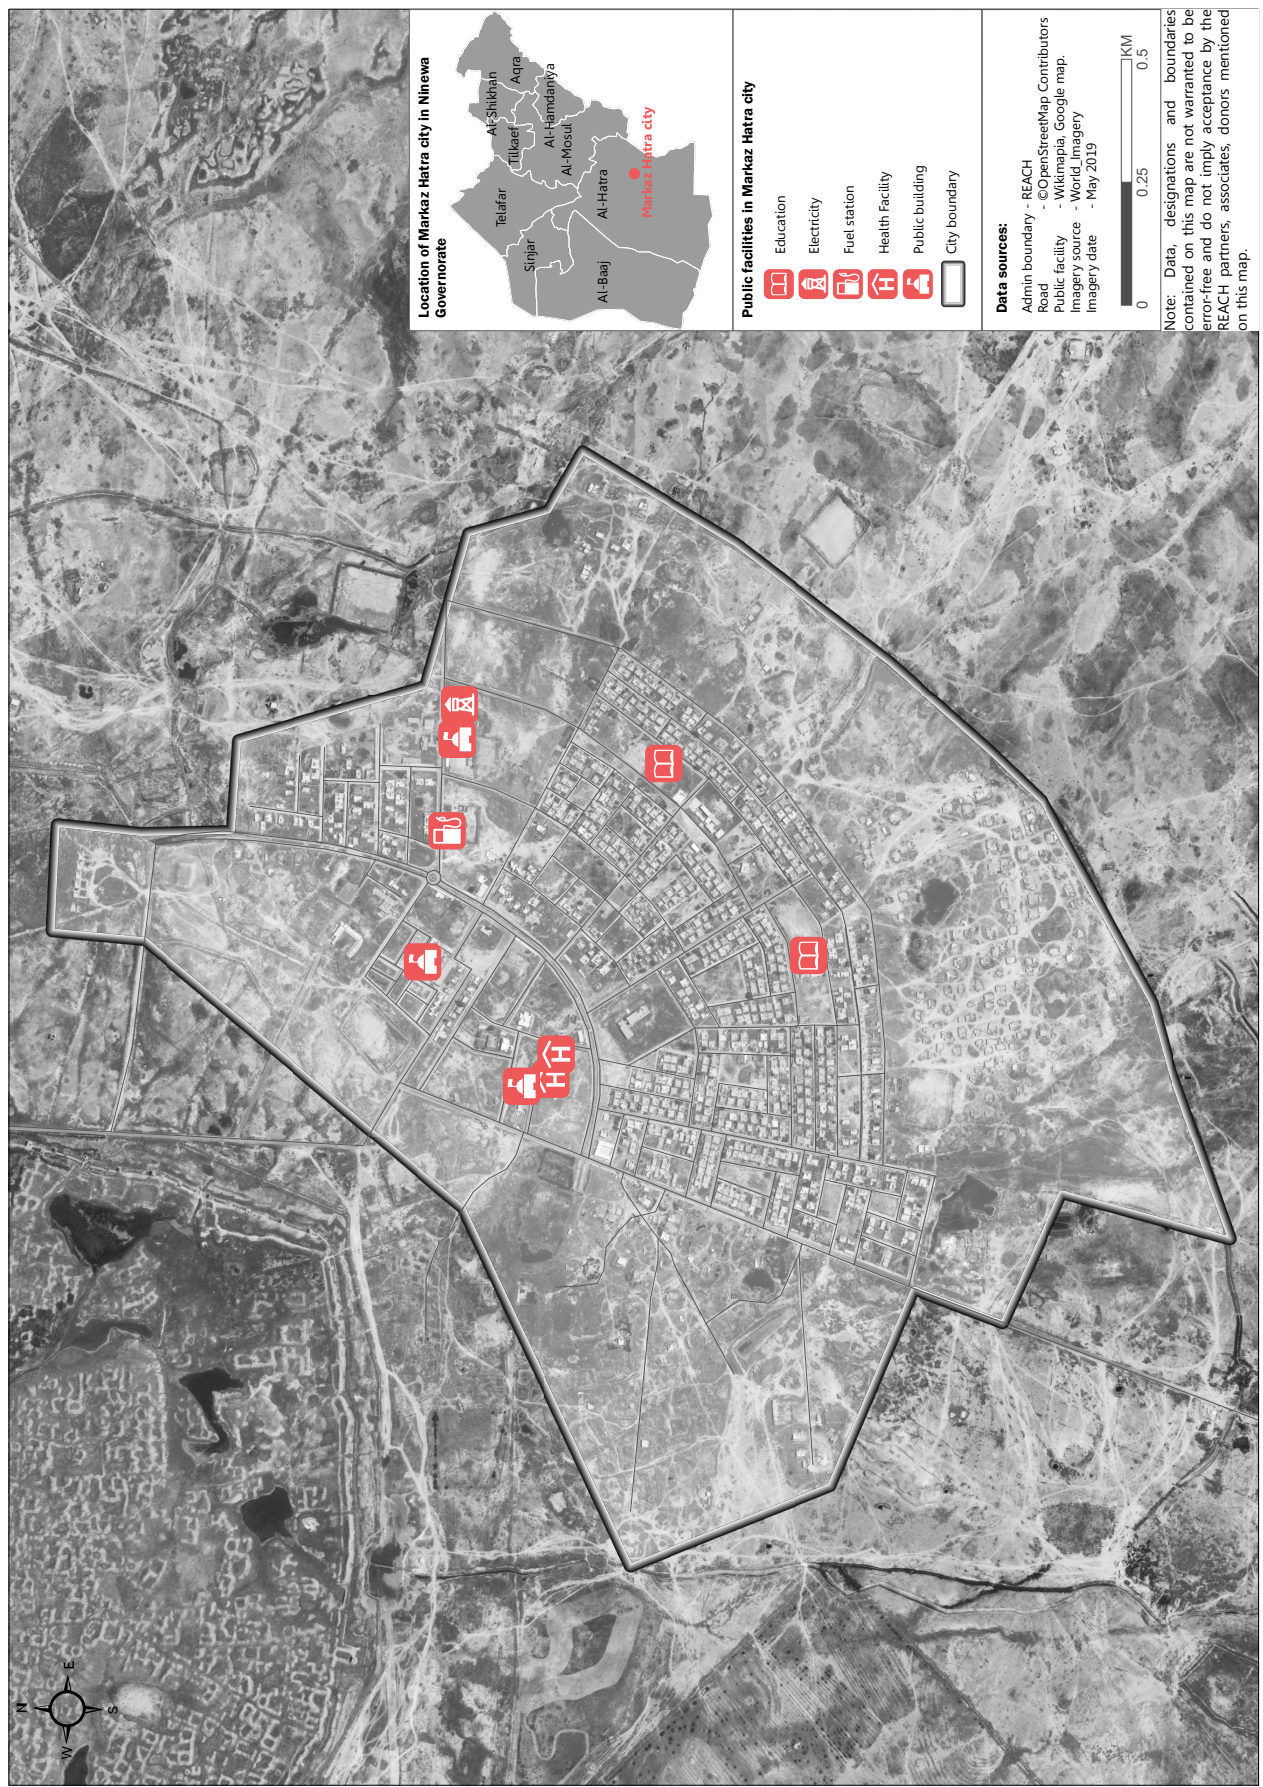 N
W
E
S
Location of Markaz Hatra city in Ninewa
Governorate
Al-Shikhan
Aqra
Tilkaef
Al-Hamdaniya
Telafar
Al-Mosul
Sinjar
Al-Hatra
Al-Baaj
Markaz Hatra city
Public facilities in Markaz Hatra city
Education
Electricity
Fuel station
Health Facility
Public building
City boundary
Data sources:
Admin boundary - REACH
Road - ©OpenStreetMap Contributors
Public facility - Wikimapia, Google map.
Imagery source - World_Imagery
Imagery date - May 2019
KM
0 0.25 0.5
Note: Data, designations and boundaries
contained on this map are not warranted to be
error-free and do not imply acceptance by the
REACH partners, associates, donors mentioned
on this map.